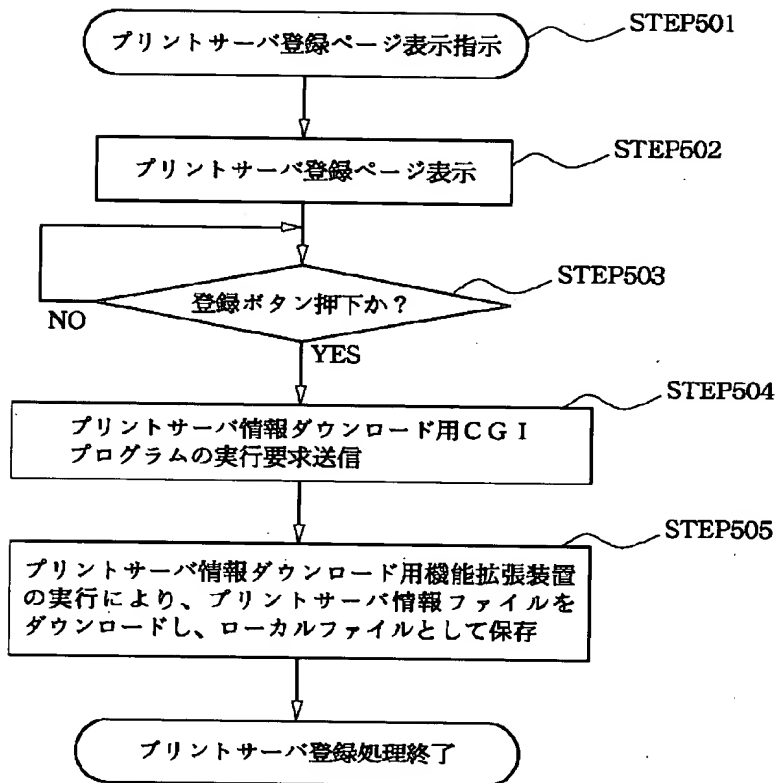 プリントサーバ登録ページ表示指示
STEP501
プリントサーバ登録ページ表示
STEP502
登録ボタン押下か?
STEP503
NO
YES
プリントサーバ情報ダウンロード用CGI
プログラムの実行要求送信
STEP504
プリントサーバ情報ダウンロード用機能拡張装置
の実行により、プリントサーバ情報ファイルを
ダウンロードし、ローカルファイルとして保存
STEP505
プリントサーバ登録処理終了